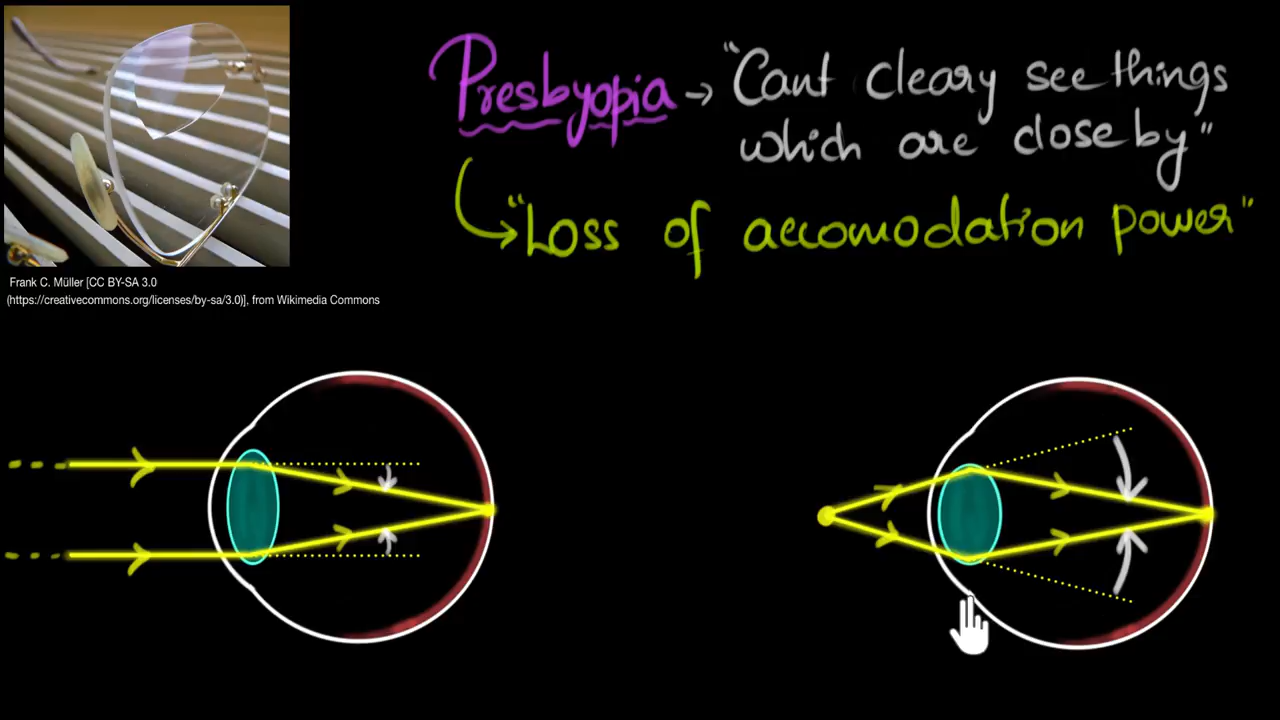 Presbyopia → "Cant cleary see things
which are close by"
"Loss of accomodation power"
Frank C. Müller [CC BY-SA 3.0
(https://creativecommons.org/licenses/by-sa/3.0)], from Wikimedia Commons